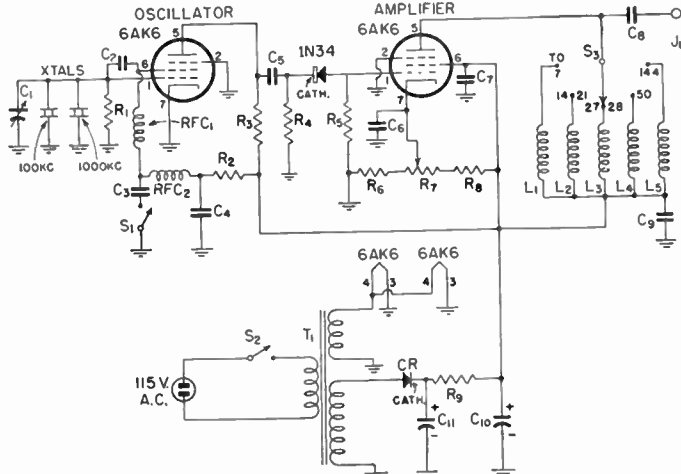 OSCILLATOR
6AK6
AMPLIFIER
6AK6
C8
J1
C2
5
6
2
1
7
C5
1N34
CATH.
5
2
6
1
7
C7
S3
TO
7
14 21
27 28
50
144
C1
XTALS
R1
RFC1
R3
R4
R5
C6
100KC
1000KC
C3
RFC2
R2
C4
S1
R6
R7
R8
L1
L2
L3
L4
L5
C9
6AK6
6AK6
4
3
4
3
S2
T1
115 V.
A.C.
CR
CATH.
R9
C11
+
-
C10
+
-